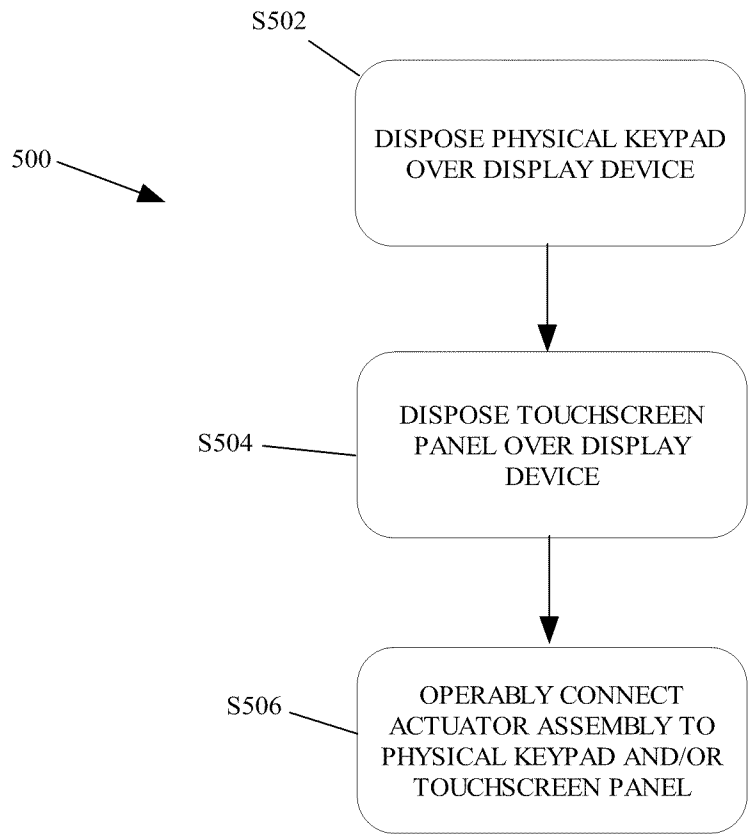 S502
DISPOSE PHYSICAL KEYPAD
OVER DISPLAY DEVICE
500
DISPOSE TOUCHSCREEN
PANEL OVER DISPLAY
DEVICE
S504
OPERABLY CONNECT
ACTUATOR ASSEMBLY TO
PHYSICAL KEYPAD AND/OR
TOUCHSCREEN PANEL
S506